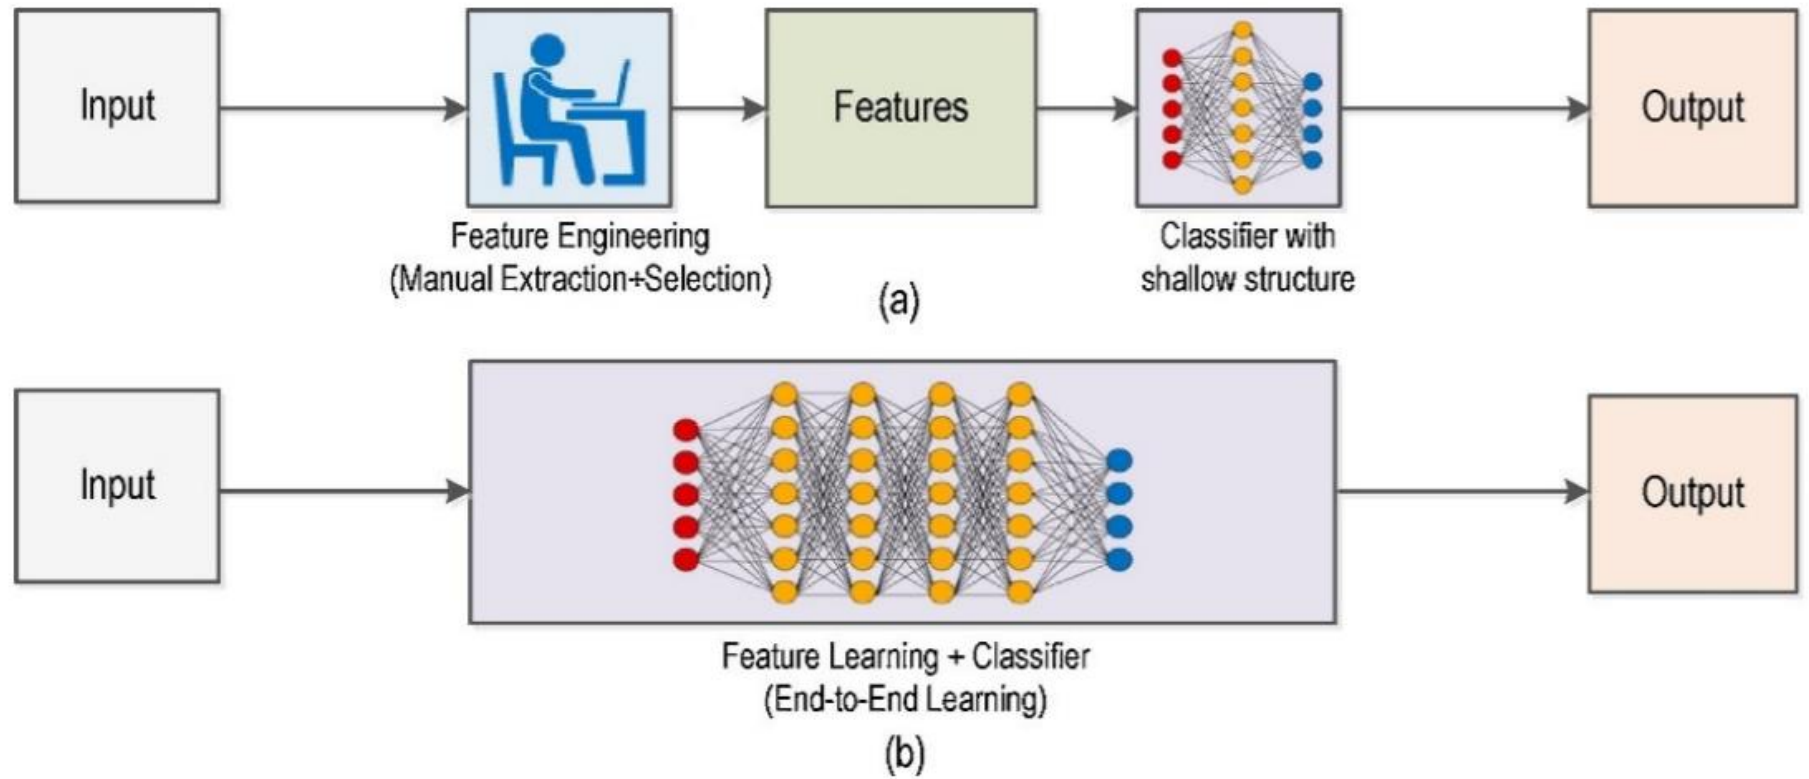 Input
Features
Output
Feature Engineering
(Manual Extraction+Selection)
Classifier with
shallow structure
(a)
Input
Output
Feature Learning + Classifier
(End-to-End Learning)
(b)